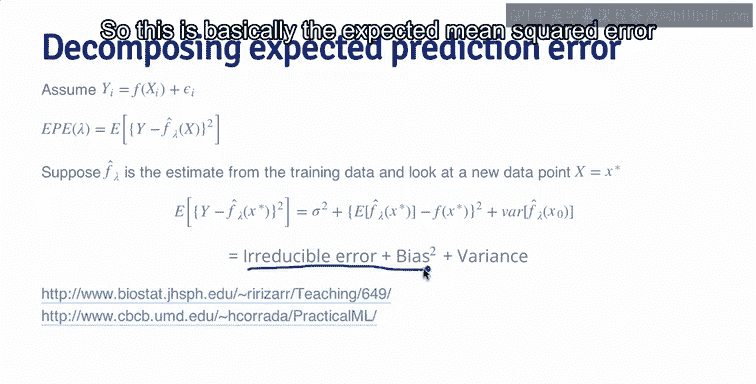 So this is basically the expected mean squared error
Decomposing expected prediction error
Assume Y_i = f(X_i) + ϵ_i
EPE(λ) = E[{Y − f̂_λ(X)}²]
Suppose f̂_λ is the estimate from the training data and look at a new data point X = x*
E[{Y − f̂_λ(x*)}²] = σ² + {E[f̂_λ(x*)] − f(x*)}² + var[f̂_λ(x₀)]
= Irreducible error + Bias² + Variance
http://www.biostat.jhsph.edu/~ririzarr/Teaching/649/
http://www.cbcb.umd.edu/~hcorrada/PracticalML/